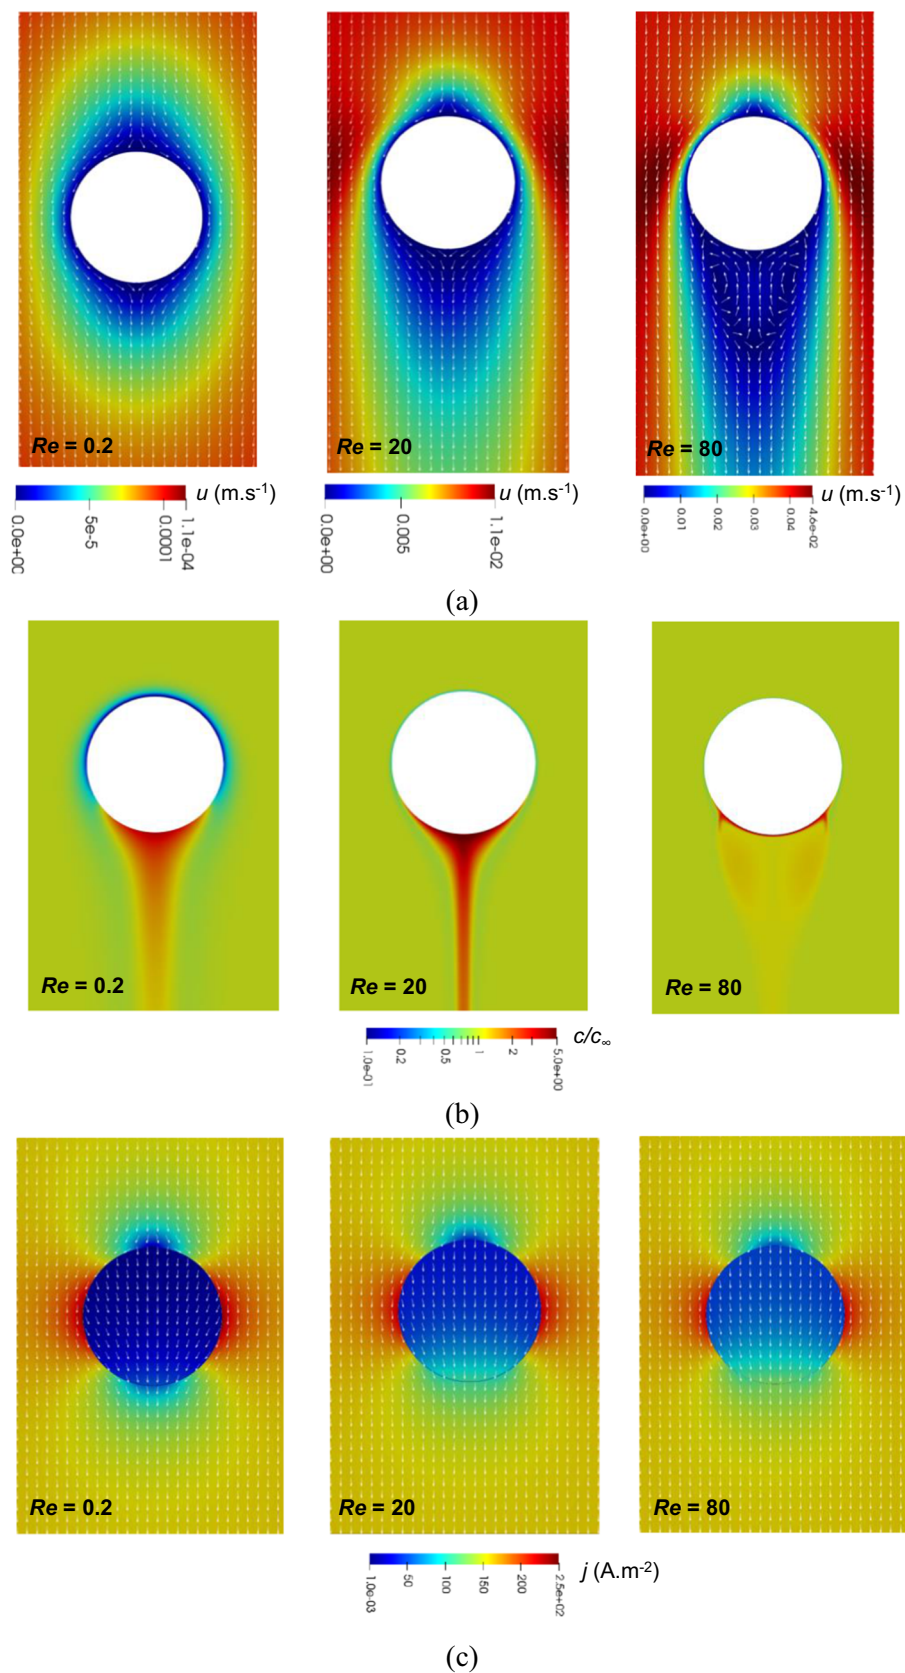 Re = 0.2 Re = 20 Re = 80
u (m.s-1) u (m.s-1) u (m.s-1)
0.0e+00 5e-5 0.0001 1.1e-04 0.0e+00 0.005 1.1e-02 0.0e+00 0.01 0.02 0.03 0.04 4.6e-02
(a)
Re = 0.2 Re = 20 Re = 80
c/c∞
1.0e-01 0.2 0.5 1 2 5.0e+00
(b)
Re = 0.2 Re = 20 Re = 80
j (A.m-2)
1.0e-03 50 100 150 200 2.5e+02
(c)